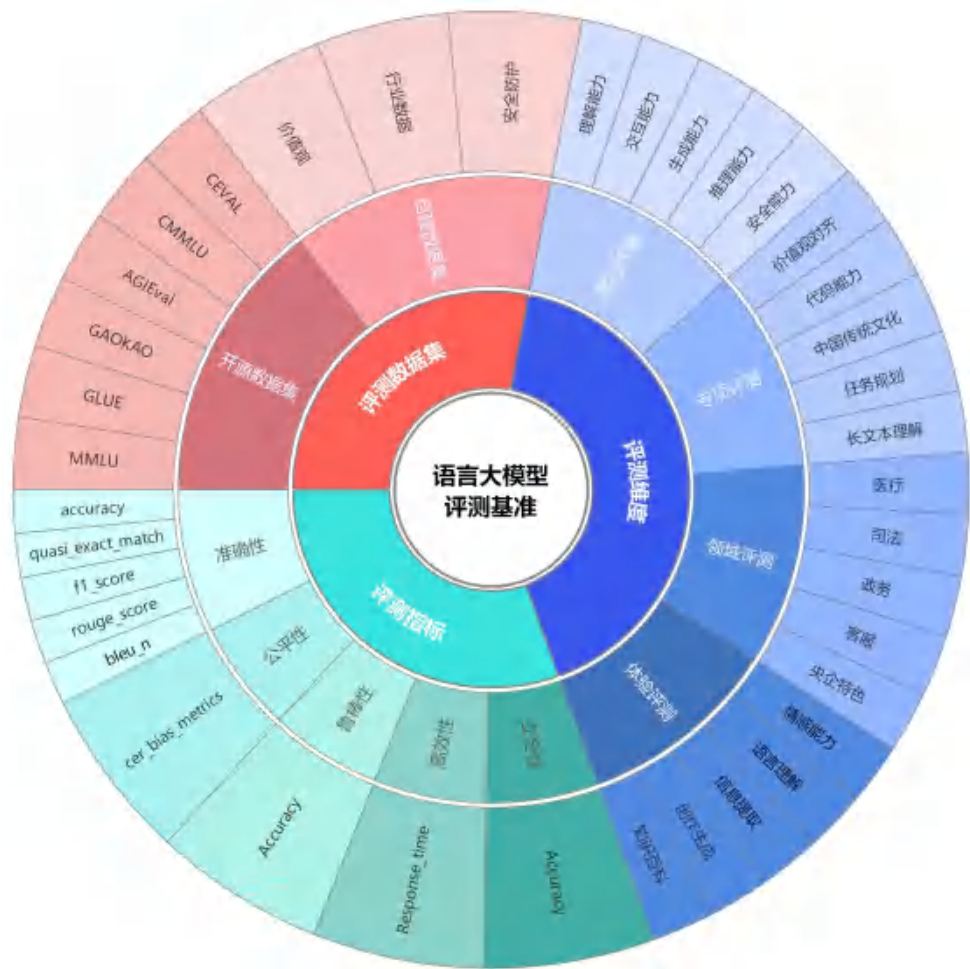 语言大模型
评测基准
评测数据集
评测维度
评测指标
开源数据集
专项评测
领域评测
体验评测
准确性
公平性
鲁棒性
高效性
价值观
行业数据
安全防护
理解能力
交互能力
生成能力
推理能力
安全能力
价值观对齐
代码能力
中国传统文化
任务规划
长文本理解
医疗
司法
政务
客服
央企特色
情感能力
语言理解
信息提取
创作生成
知识百科
Accuracy
Response_time
Accuracy
cer_bias_metrics
bleu_n
rouge_score
f1_score
quasi_exact_match
accuracy
MMLU
GLUE
GAOKAO
AGIEval
CMMLU
CEVAL